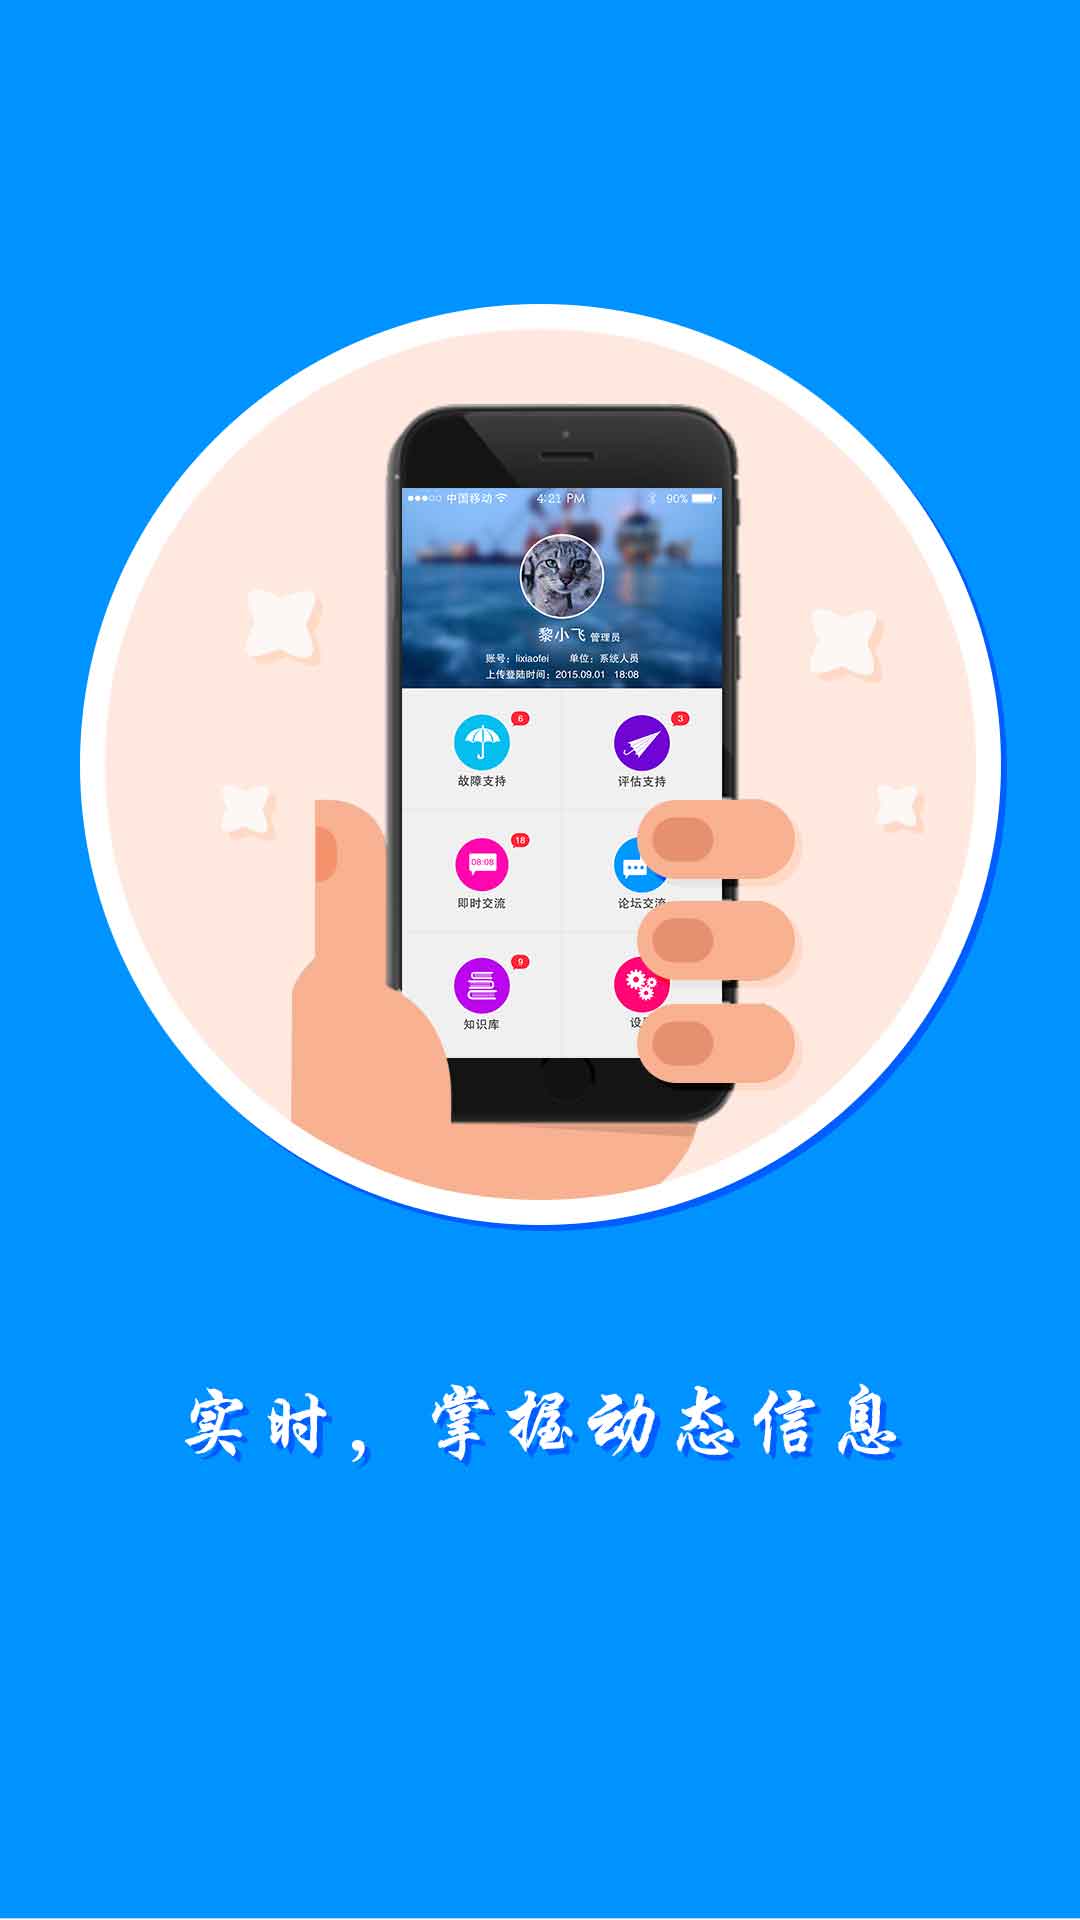 中国移动 4:21 PM 90%
黎小飞 管理员
账号：lixiaofei 单位：系统人员
上传登陆时间：2015.09.01 18:08
6 3
故障支持 评估支持
18
08:08
即时交流 论坛交流
9
知识库 设
实时，掌握动态信息